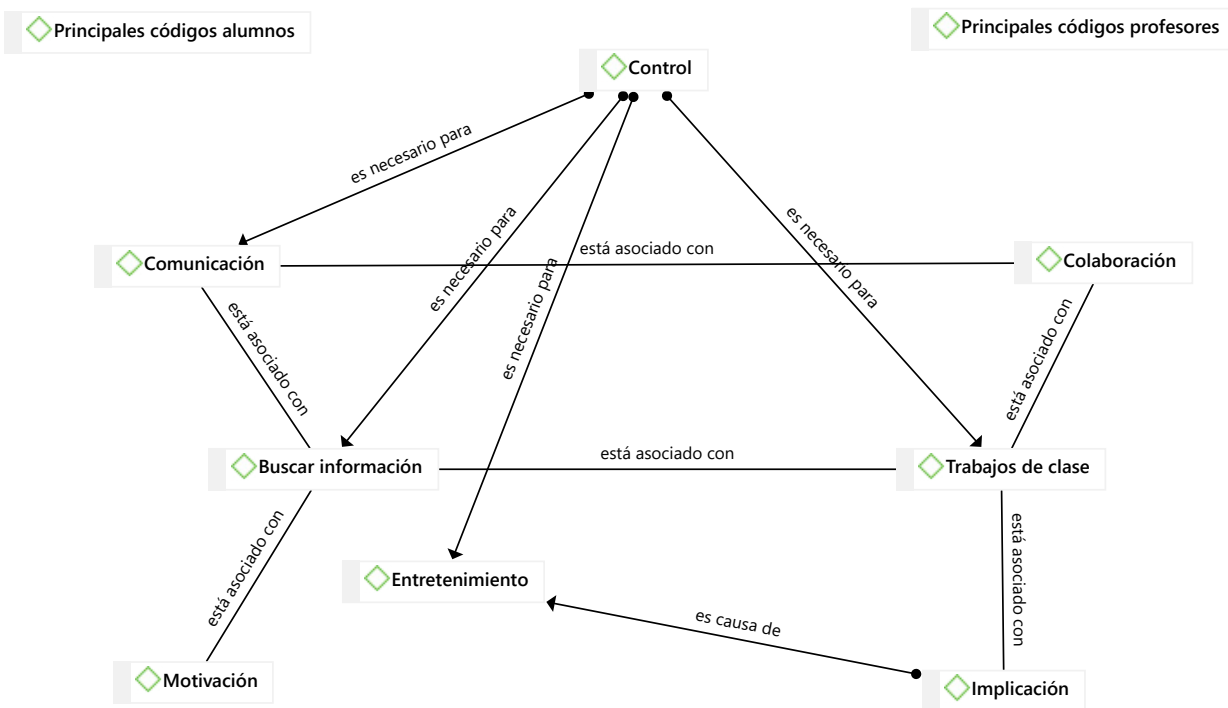 Principales códigos alumnos
Principales códigos profesores
Control
es necesario para
es necesario para
es necesario para
es necesario para
Comunicación
está asociado con
Colaboración
está asociado con
está asociado con
Buscar información
está asociado con
Trabajos de clase
está asociado con
está asociado con
Entretenimiento
es causa de
Motivación
Implicación